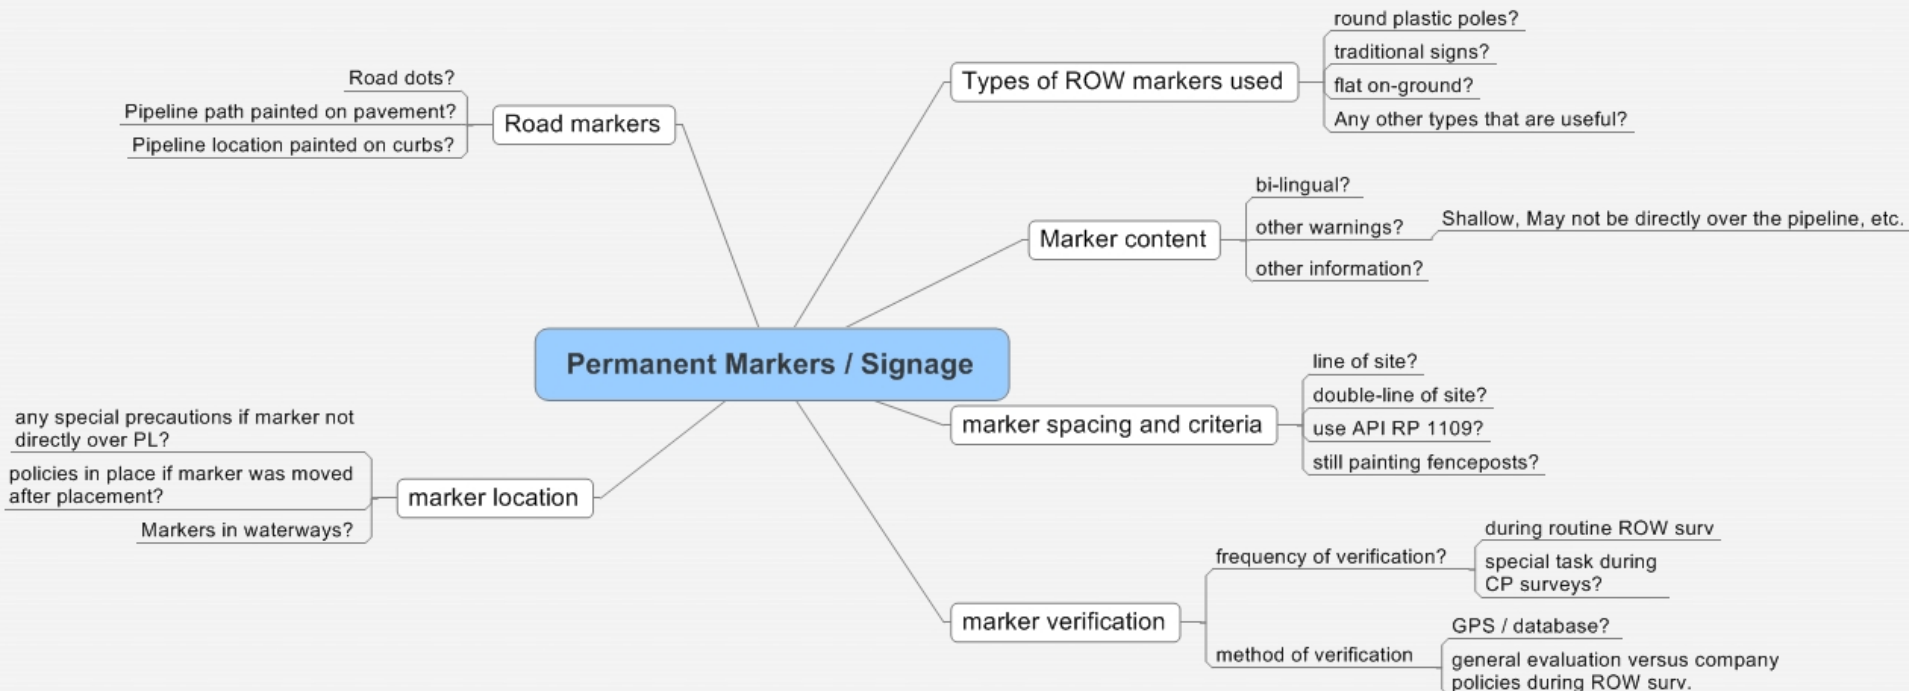 Permanent Markers / Signage
Types of ROW markers used
round plastic poles?
traditional signs?
flat on-ground?
Any other types that are useful?
Marker content
bi-lingual?
other warnings?
Shallow, May not be directly over the pipeline, etc.
other information?
marker spacing and criteria
line of site?
double-line of site?
use API RP 1109?
still painting fenceposts?
marker verification
frequency of verification?
during routine ROW surv
special task during
CP surveys?
method of verification
GPS / database?
general evaluation versus company
policies during ROW surv.
marker location
any special precautions if marker not
directly over PL?
policies in place if marker was moved
after placement?
Markers in waterways?
Road markers
Road dots?
Pipeline path painted on pavement?
Pipeline location painted on curbs?